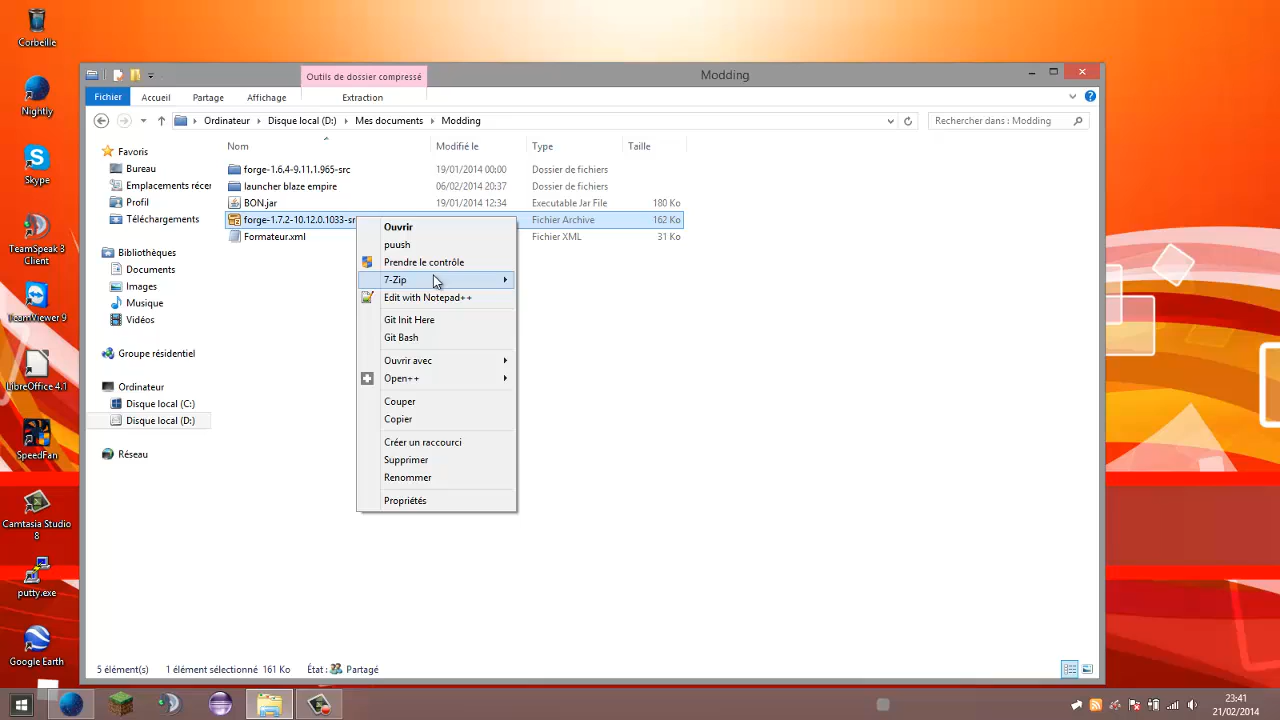 Corbeille
Nightly
Skype
TeamSpeak 3
Client
TeamViewer 9
LibreOffice 4.1
SpeedFan
Camtasia Studio
8
putty.exe
Google Earth
Outils de dossier compressé
Modding
Fichier
Accueil
Partage
Affichage
Extraction
Ordinateur
Disque local (D:)
Mes documents
Modding
Rechercher dans : Modding
Nom
Modifié le
Type
Taille
Favoris
Bureau
Emplacements récer
Profil
Téléchargements
Bibliothèques
Documents
Images
Musique
Vidéos
Groupe résidentiel
Ordinateur
Disque local (C:)
Disque local (D:)
Réseau
forge-1.6.4-9.11.1.965-src
19/01/2014 00:00
Dossier de fichiers
launcher blaze empire
06/02/2014 20:37
Dossier de fichiers
BON.jar
19/01/2014 12:34
Executable Jar File
180 Ko
forge-1.7.2-10.12.0.1033-sr
Fichier Archive
162 Ko
Formateur.xml
Fichier XML
31 Ko
Ouvrir
puush
Prendre le contrôle
7-Zip
Edit with Notepad++
Git Init Here
Git Bash
Ouvrir avec
Open++
Couper
Copier
Créer un raccourci
Supprimer
Renommer
Propriétés
5 élément(s)
1 élément sélectionné 161 Ko
État :
Partagé
23:41
21/02/2014